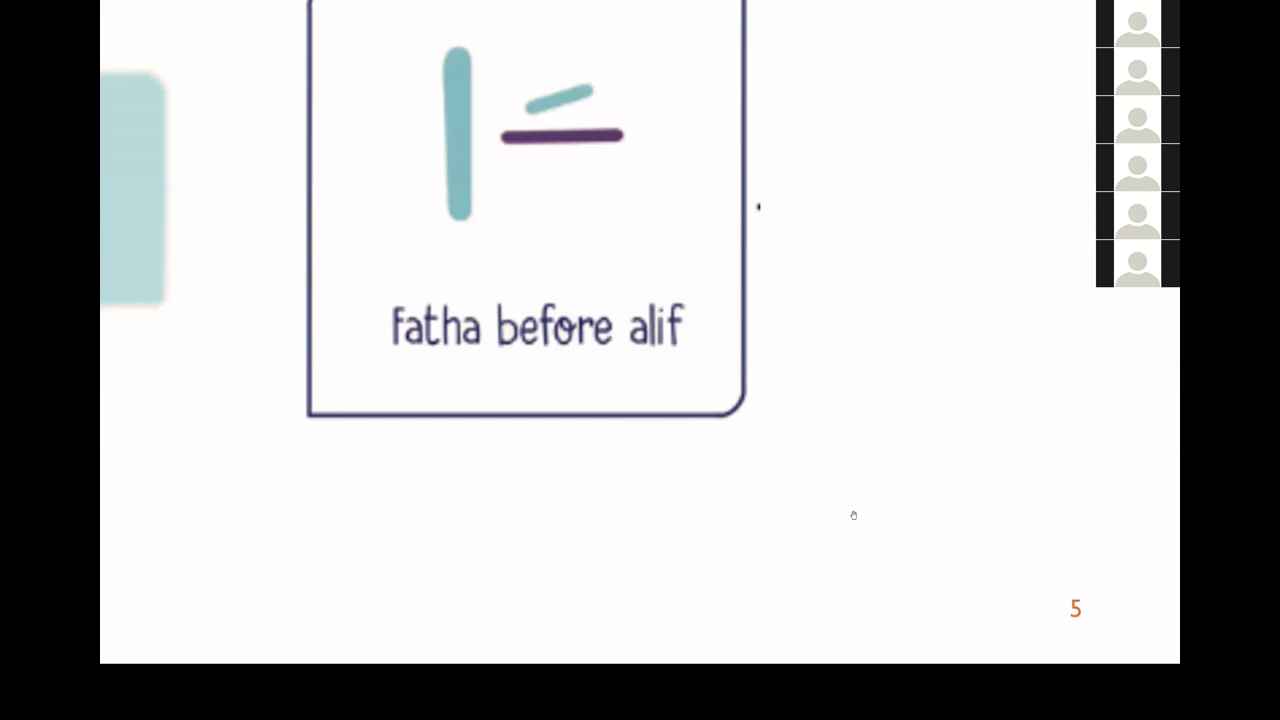 ـَ ا
Fatha before alif
5